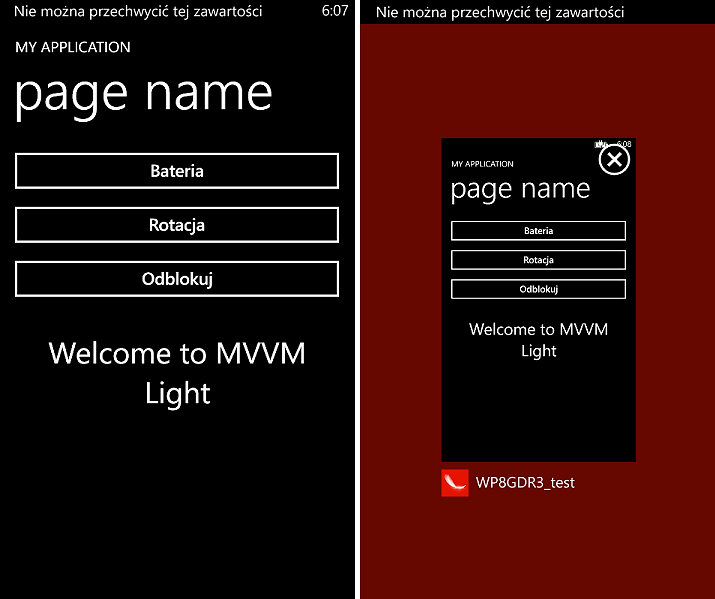 Nie można przechwycić tej zawartości 6:07
MY APPLICATION
page name
Bateria
Rotacja
Odblokuj
Welcome to MVVM
Light
Nie można przechwycić tej zawartości
6:08
MY APPLICATION
page name
Bateria
Rotacja
Odblokuj
Welcome to MVVM
Light
WP8GDR3_test